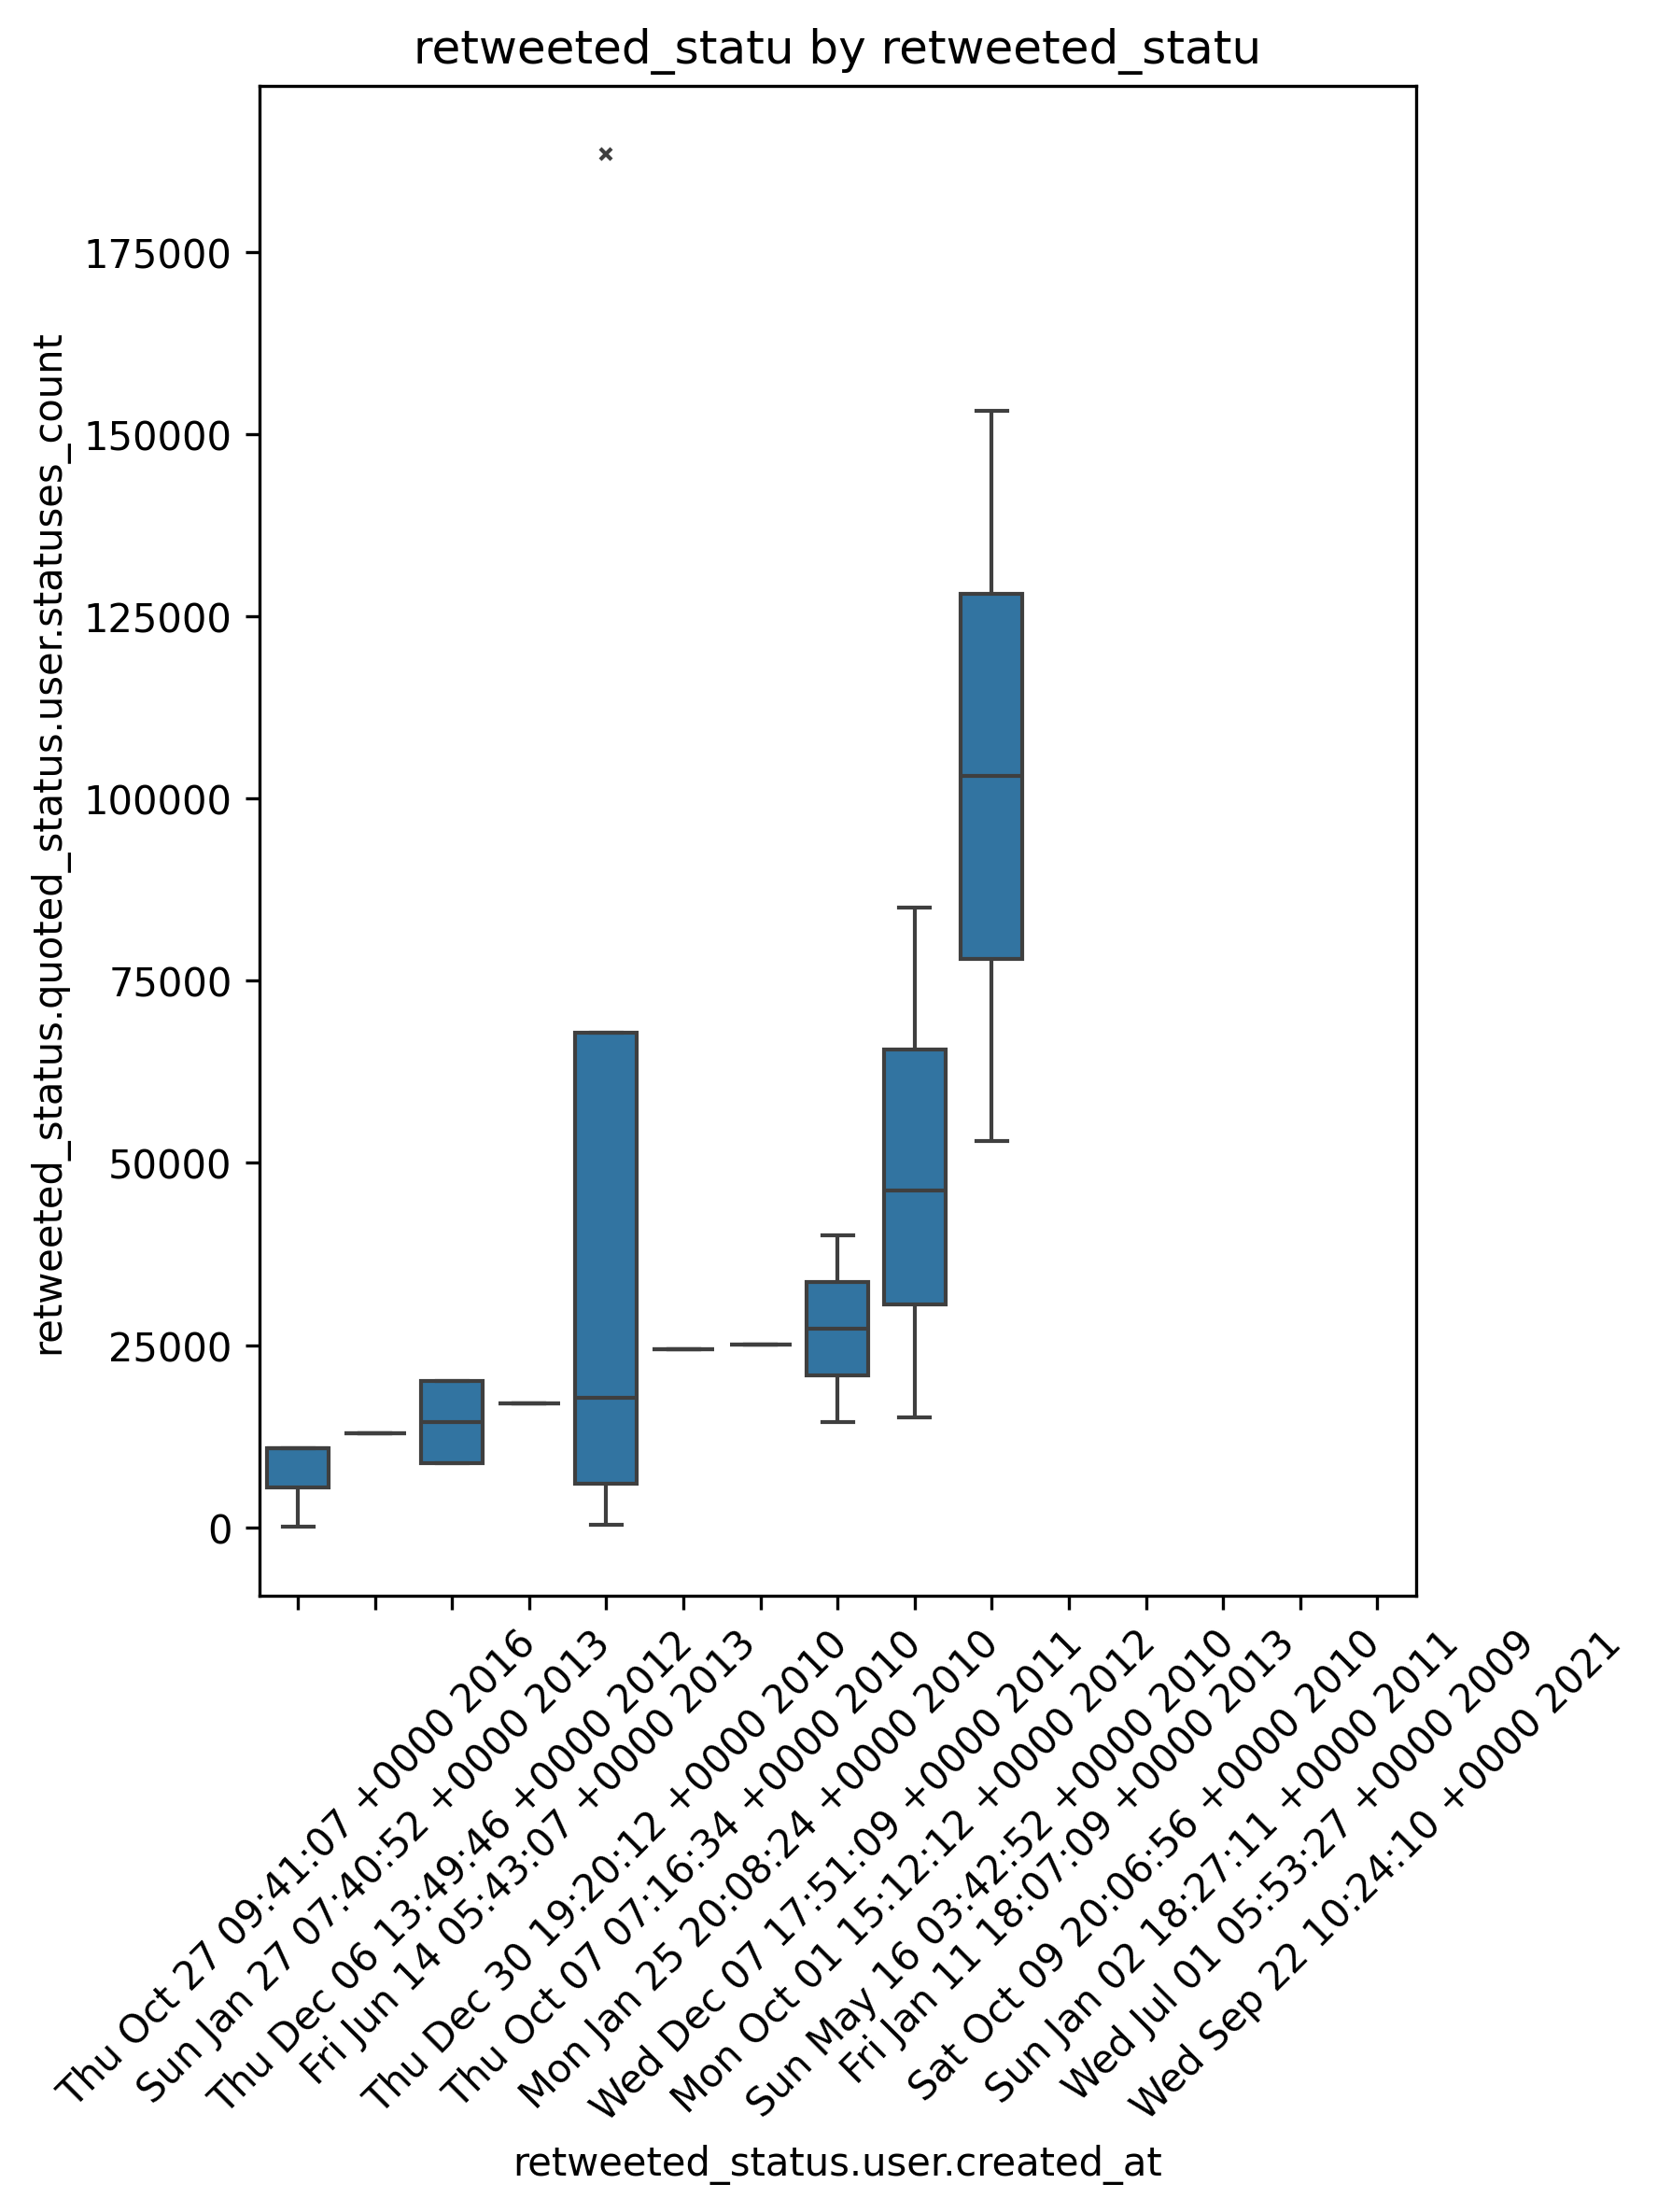 retweeted_statu by retweeted_statu
retweeted_status.quoted_status.user.statuses_count
175000
150000
125000
100000
75000
50000
25000
0
Thu Oct 27 09:41:07 +0000 2016
Sun Jan 27 07:40:52 +0000 2013
Thu Dec 06 13:49:46 +0000 2012
Fri Jun 14 05:43:07 +0000 2013
Thu Dec 30 19:20:12 +0000 2010
Thu Oct 07 07:16:34 +0000 2010
Mon Jan 25 20:08:24 +0000 2010
Wed Dec 07 17:51:09 +0000 2011
Mon Oct 01 15:12:12 +0000 2012
Sun May 16 03:42:52 +0000 2010
Fri Jan 11 18:07:09 +0000 2013
Sat Oct 09 20:06:56 +0000 2010
Sun Jan 02 18:27:11 +0000 2011
Wed Jul 01 05:53:27 +0000 2009
Wed Sep 22 10:24:10 +0000 2021
retweeted_status.user.created_at